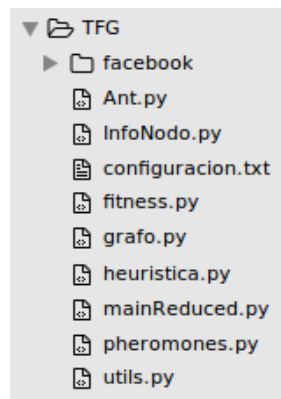 TFG
facebook
Ant.py
InfoNodo.py
configuracion.txt
fitness.py
grafo.py
heuristica.py
mainReduced.py
pheromones.py
utils.py